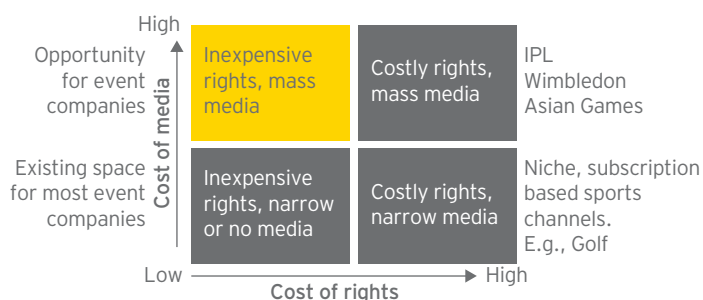 High
Opportunity
for event
companies
Inexpensive
rights, mass
media
Costly rights,
mass media
IPL
Wimbledon
Asian Games
Cost of media
Existing space
for most event
companies
Inexpensive
rights, narrow
or no media
Costly rights,
narrow media
Niche, subscription
based sports
channels.
E.g., Golf
Low
High
Cost of rights